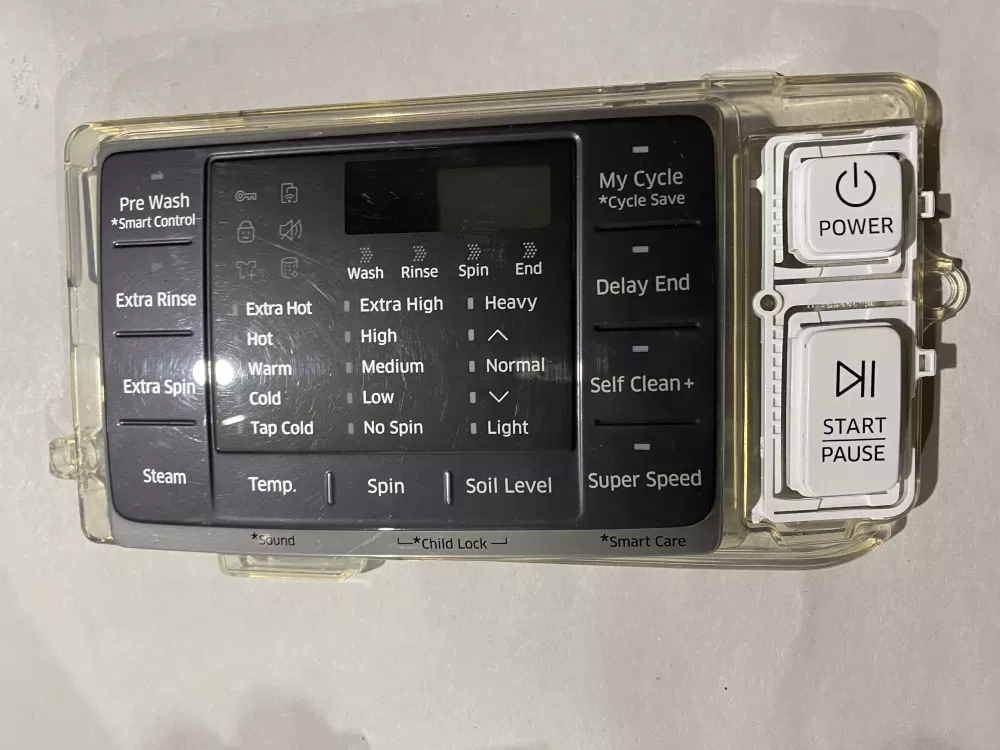 Pre Wash
*Smart Control
Extra Rinse
Extra Spin
Steam
Wash Rinse Spin End
Extra Hot Extra High Heavy
Hot High
Warm Medium Normal
Cold Low
Tap Cold No Spin Light
Temp. Spin Soil Level
My Cycle
*Cycle Save
Delay End
Self Clean+
Super Speed
*Sound *Child Lock *Smart Care
POWER
START
PAUSE